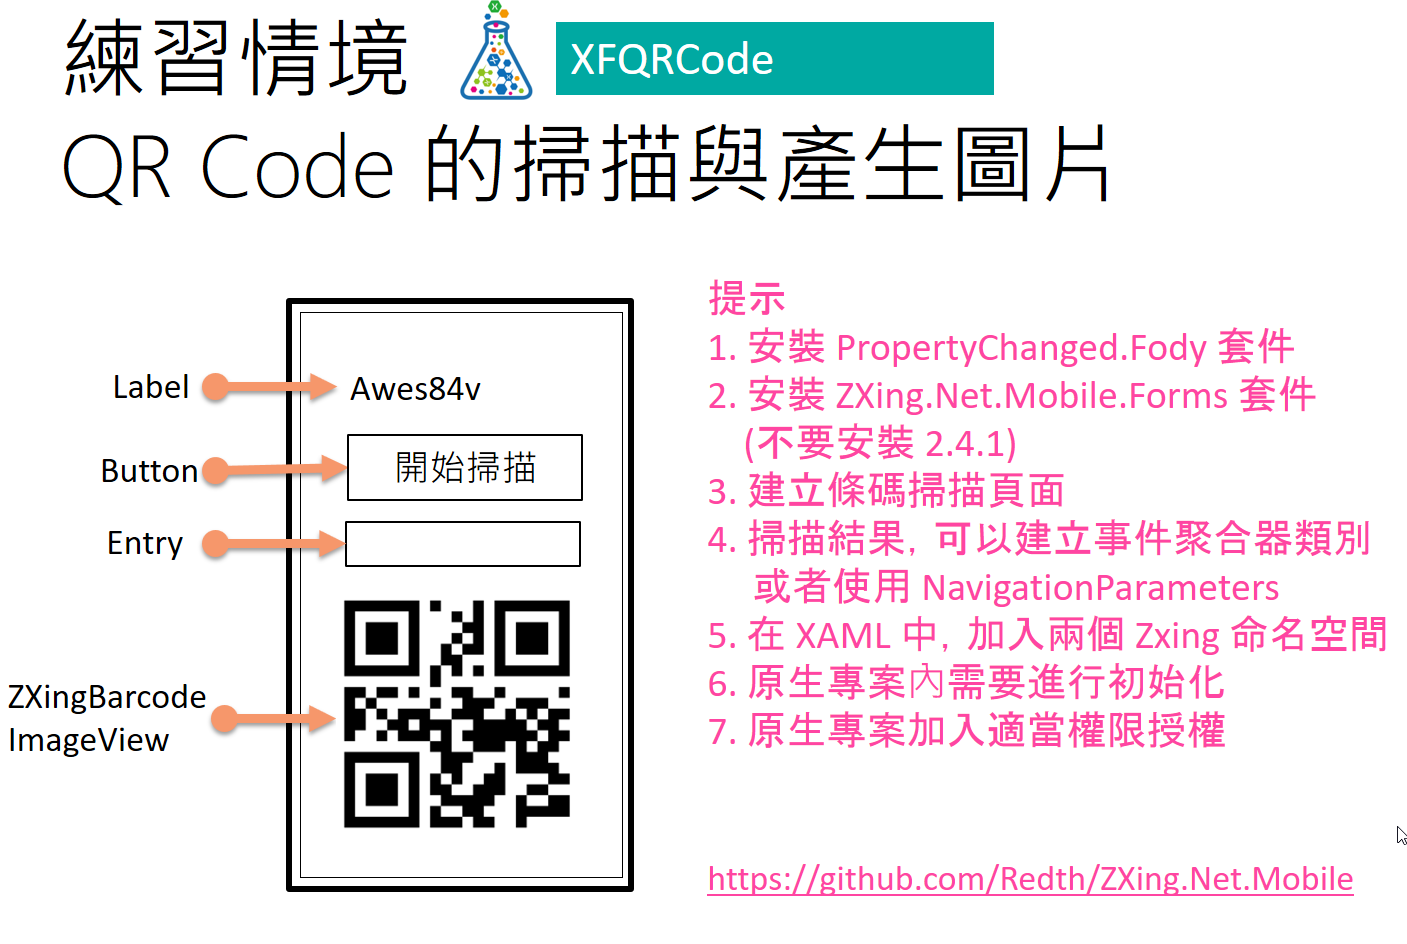 練習情境
XFQRCode
QR Code 的掃描與產生圖片
Label
Awes84v
Button
開始掃描
Entry
ZXingBarcode
ImageView
提示
1. 安裝 PropertyChanged.Fody 套件
2. 安裝 ZXing.Net.Mobile.Forms 套件
(不要安裝 2.4.1)
3. 建立條碼掃描頁面
4. 掃描結果，可以建立事件聚合器類別
或者使用 NavigationParameters
5. 在 XAML 中，加入兩個 Zxing 命名空間
6. 原生專案內需要進行初始化
7. 原生專案加入適當權限授權
https://github.com/Redth/ZXing.Net.Mobile